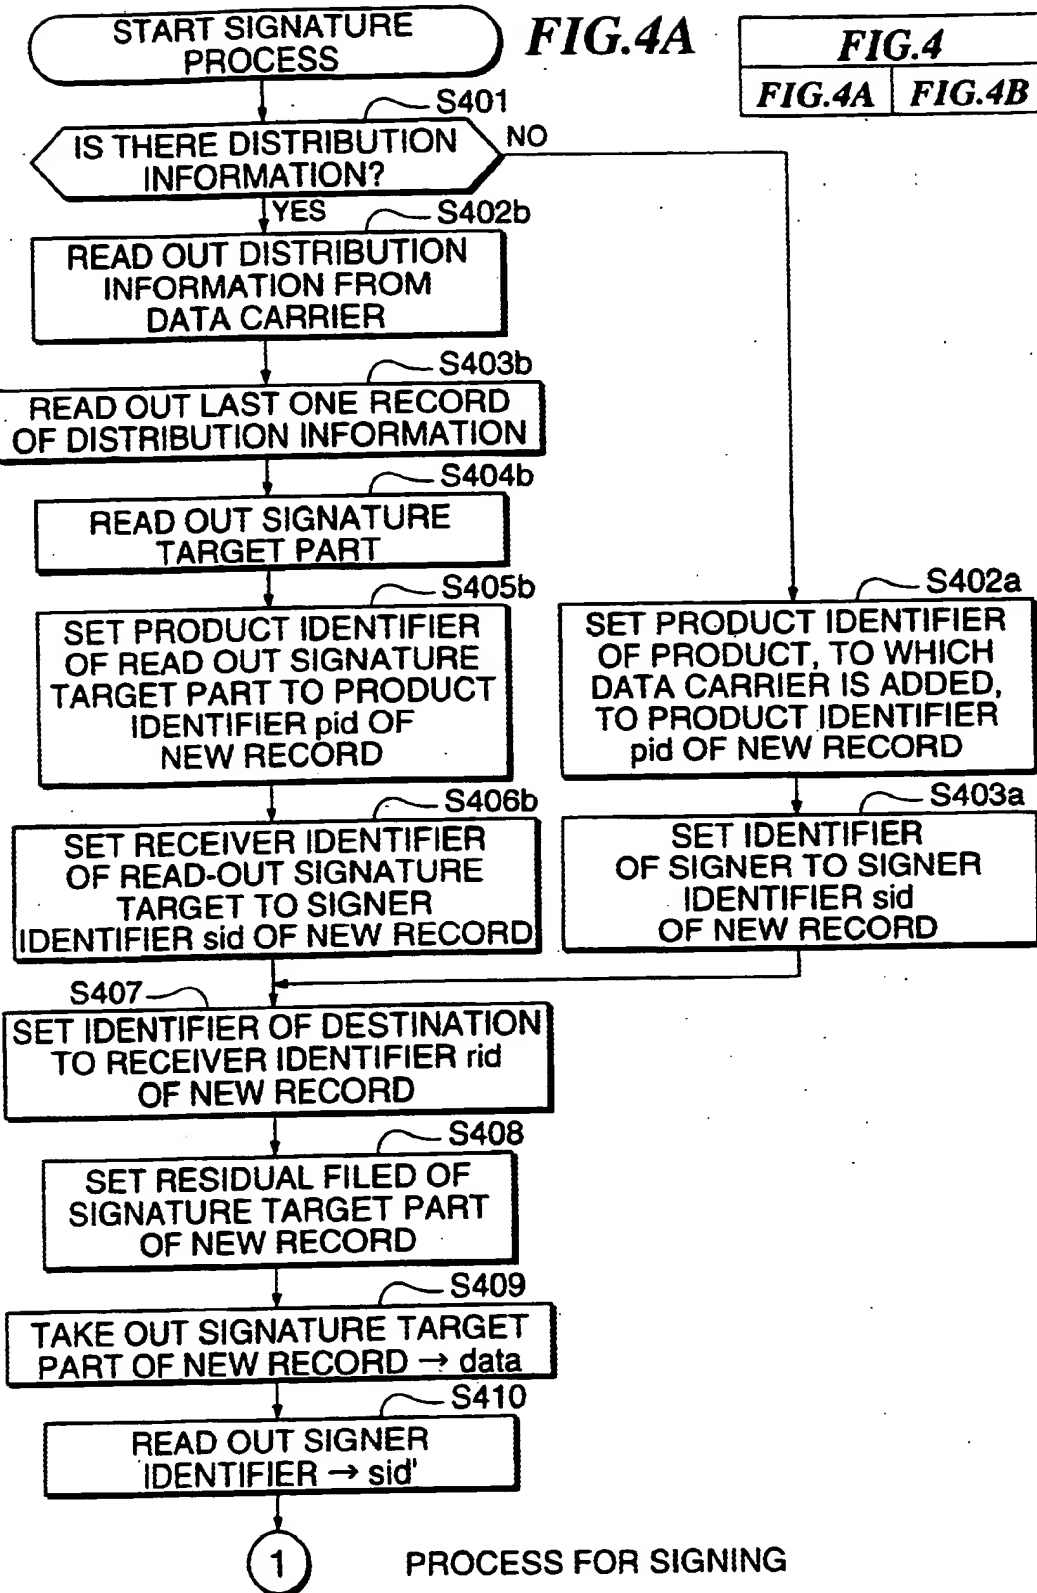 START SIGNATURE
PROCESS
FIG.4A
FIG.4
FIG.4A
FIG.4B
S401
IS THERE DISTRIBUTION
INFORMATION?
NO
YES
S402b
READ OUT DISTRIBUTION
INFORMATION FROM
DATA CARRIER
S403b
READ OUT LAST ONE RECORD
OF DISTRIBUTION INFORMATION
S404b
READ OUT SIGNATURE
TARGET PART
S405b
SET PRODUCT IDENTIFIER
OF READ OUT SIGNATURE
TARGET PART TO PRODUCT
IDENTIFIER pid OF
NEW RECORD
S402a
SET PRODUCT IDENTIFIER
OF PRODUCT, TO WHICH
DATA CARRIER IS ADDED,
TO PRODUCT IDENTIFIER
pid OF NEW RECORD
S406b
SET RECEIVER IDENTIFIER
OF READ-OUT SIGNATURE
TARGET TO SIGNER
IDENTIFIER sid OF NEW RECORD
S403a
SET IDENTIFIER
OF SIGNER TO SIGNER
IDENTIFIER sid
OF NEW RECORD
S407
SET IDENTIFIER OF DESTINATION
TO RECEIVER IDENTIFIER rid
OF NEW RECORD
S408
SET RESIDUAL FILED OF
SIGNATURE TARGET PART
OF NEW RECORD
S409
TAKE OUT SIGNATURE TARGET
PART OF NEW RECORD → data
S410
READ OUT SIGNER
IDENTIFIER → sid'
1
PROCESS FOR SIGNING